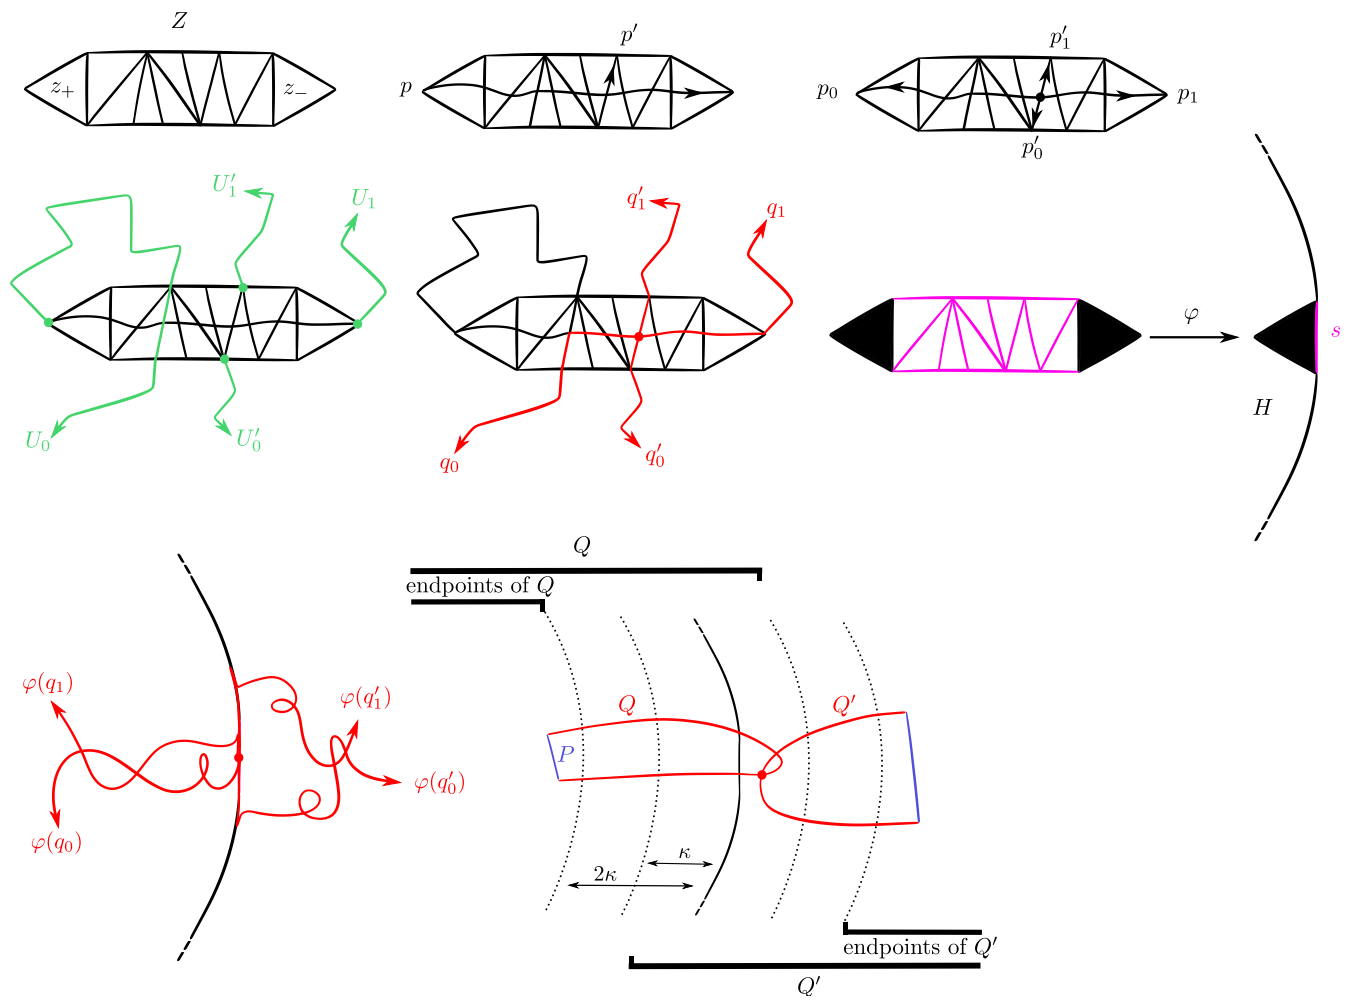 Z
z₊
z₋
p
p′
p₀
p′₁
p₁
p′₀
U′₁
U₁
U₀
U′₀
q′₁
q₁
q₀
q′₀
φ
s
H
φ(q₁)
φ(q′₁)
φ(q′₀)
φ(q₀)
Q
endpoints of Q
Q
Q′
P
κ
2κ
endpoints of Q′
Q′